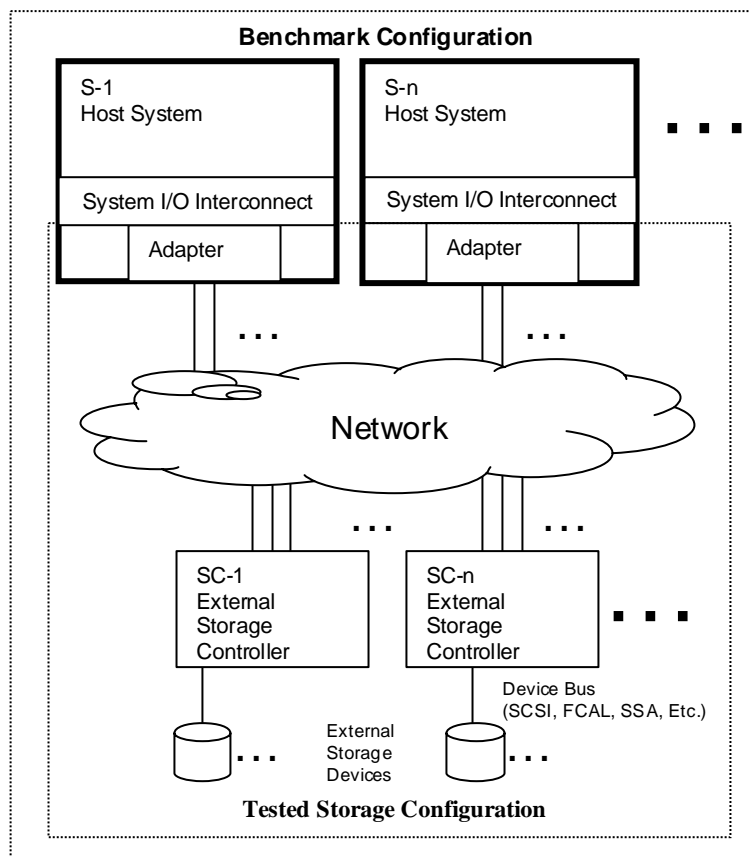 Benchmark Configuration
S-1
Host System
System I/O Interconnect
Adapter
S-n
Host System
System I/O Interconnect
Adapter
. . .
. . .
. . .
Network
. . .
. . .
SC-1
External
Storage
Controller
SC-n
External
Storage
Controller
. . .
Device Bus
(SCSI, FCAL, SSA, Etc.)
. . .
External
Storage
Devices
. . .
Tested Storage Configuration